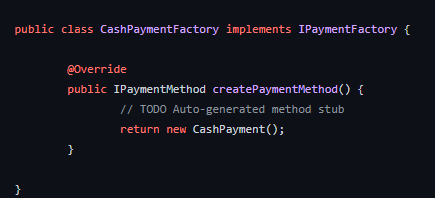 public class CashPaymentFactory implements IPaymentFactory {
@Override
public IPaymentMethod createPaymentMethod() {
// TODO Auto-generated method stub
return new CashPayment();
}
}